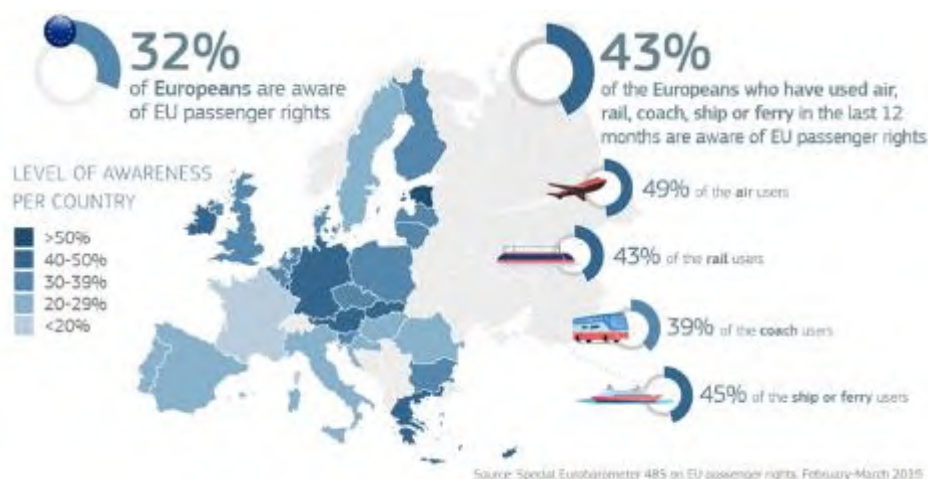 32%
of Europeans are aware
of EU passenger rights
43%
of the Europeans who have used air,
rail, coach, ship or ferry in the last 12
months are aware of EU passenger rights
LEVEL OF AWARENESS
PER COUNTRY
>50%
40-50%
30-39%
20-29%
<20%
49% of the air users
43% of the rail users
39% of the coach users
45% of the ship or ferry users
Source: Special Eurobarometer 485 on EU passenger rights, February-March 2019